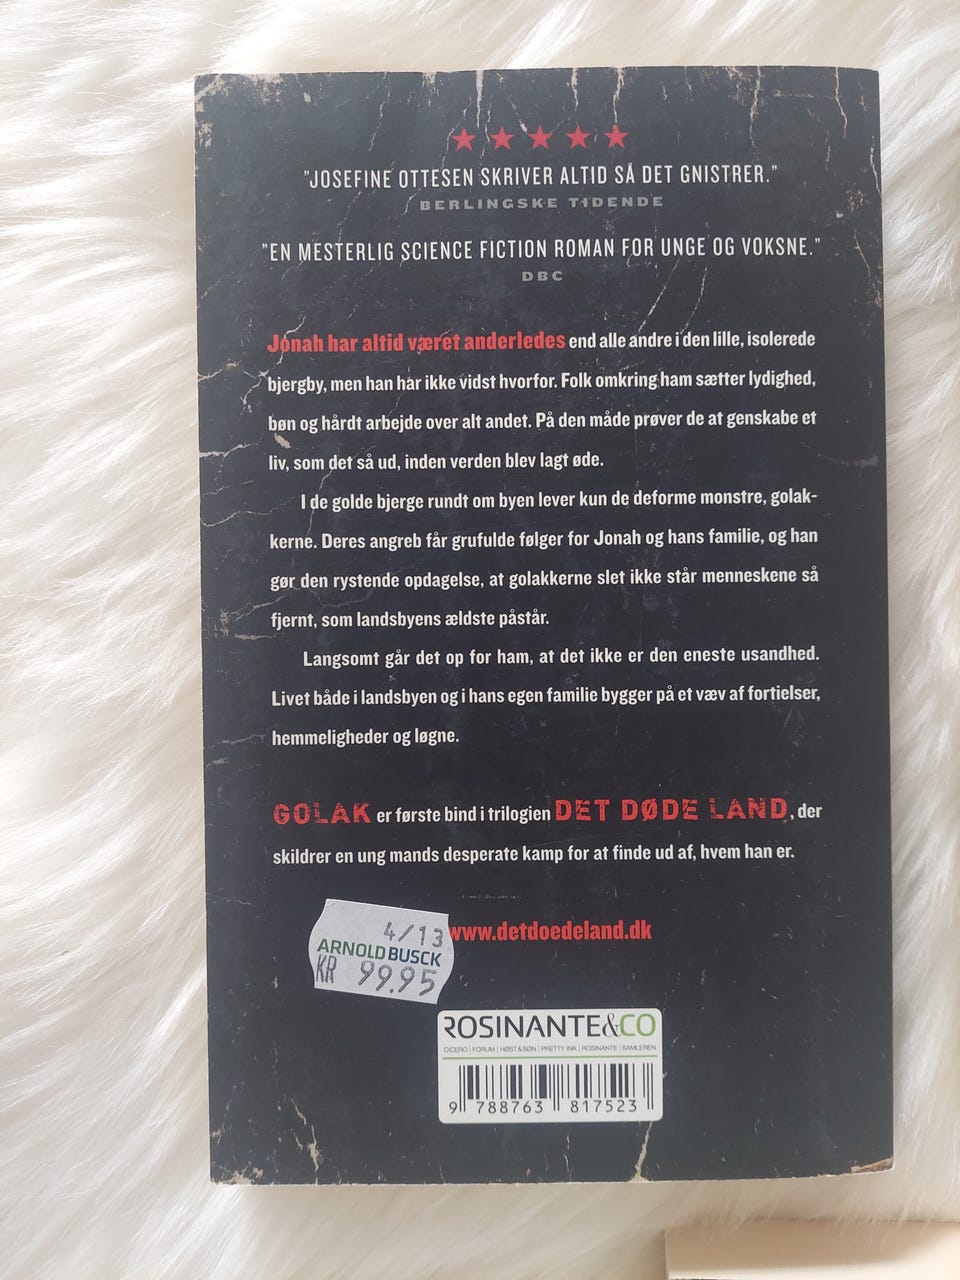 "JOSEFINE OTTESEN SKRIVER ALTID SÅ DET GNISTRER."
BERLINGSKE TIDENDE
"EN MESTERLIG SCIENCE FICTION ROMAN FOR UNGE OG VOKSNE."
DBC
Jonah har altid været anderledes end alle andre i den lille, isolerede
bjergby, men han har ikke vidst hvorfor. Folk omkring ham sætter lydighed,
bøn og hårdt arbejde over alt andet. På den måde prøver de at genskabe et
liv, som det så ud, inden verden blev lagt øde.
I de golde bjerge rundt om byen lever kun de deforme monstre, golak-
kerne. Deres angreb får grufulde følger for Jonah og hans familie, og han
gør den rystende opdagelse, at golakkerne slet ikke står menneskene så
fjernt, som landsbyens ældste påstår.
Langsomt går det op for ham, at det ikke er den eneste usandhed.
Livet både i landsbyen og i hans egen familie bygger på et væv af fortielser,
hemmeligheder og løgne.
GOLAK er første bind i trilogien DET DØDE LAND, der
skildrer en ung mands desperate kamp for at finde ud af, hvem han er.
www.detdoedeland.dk
4/13
ARNOLD BUSCK
KR 99.95
ROSINANTE&CO
CICERO | FORUM | HØST & SØN | PRETTY INK | ROSINANTE | SAMLEREN
9 788763 817523